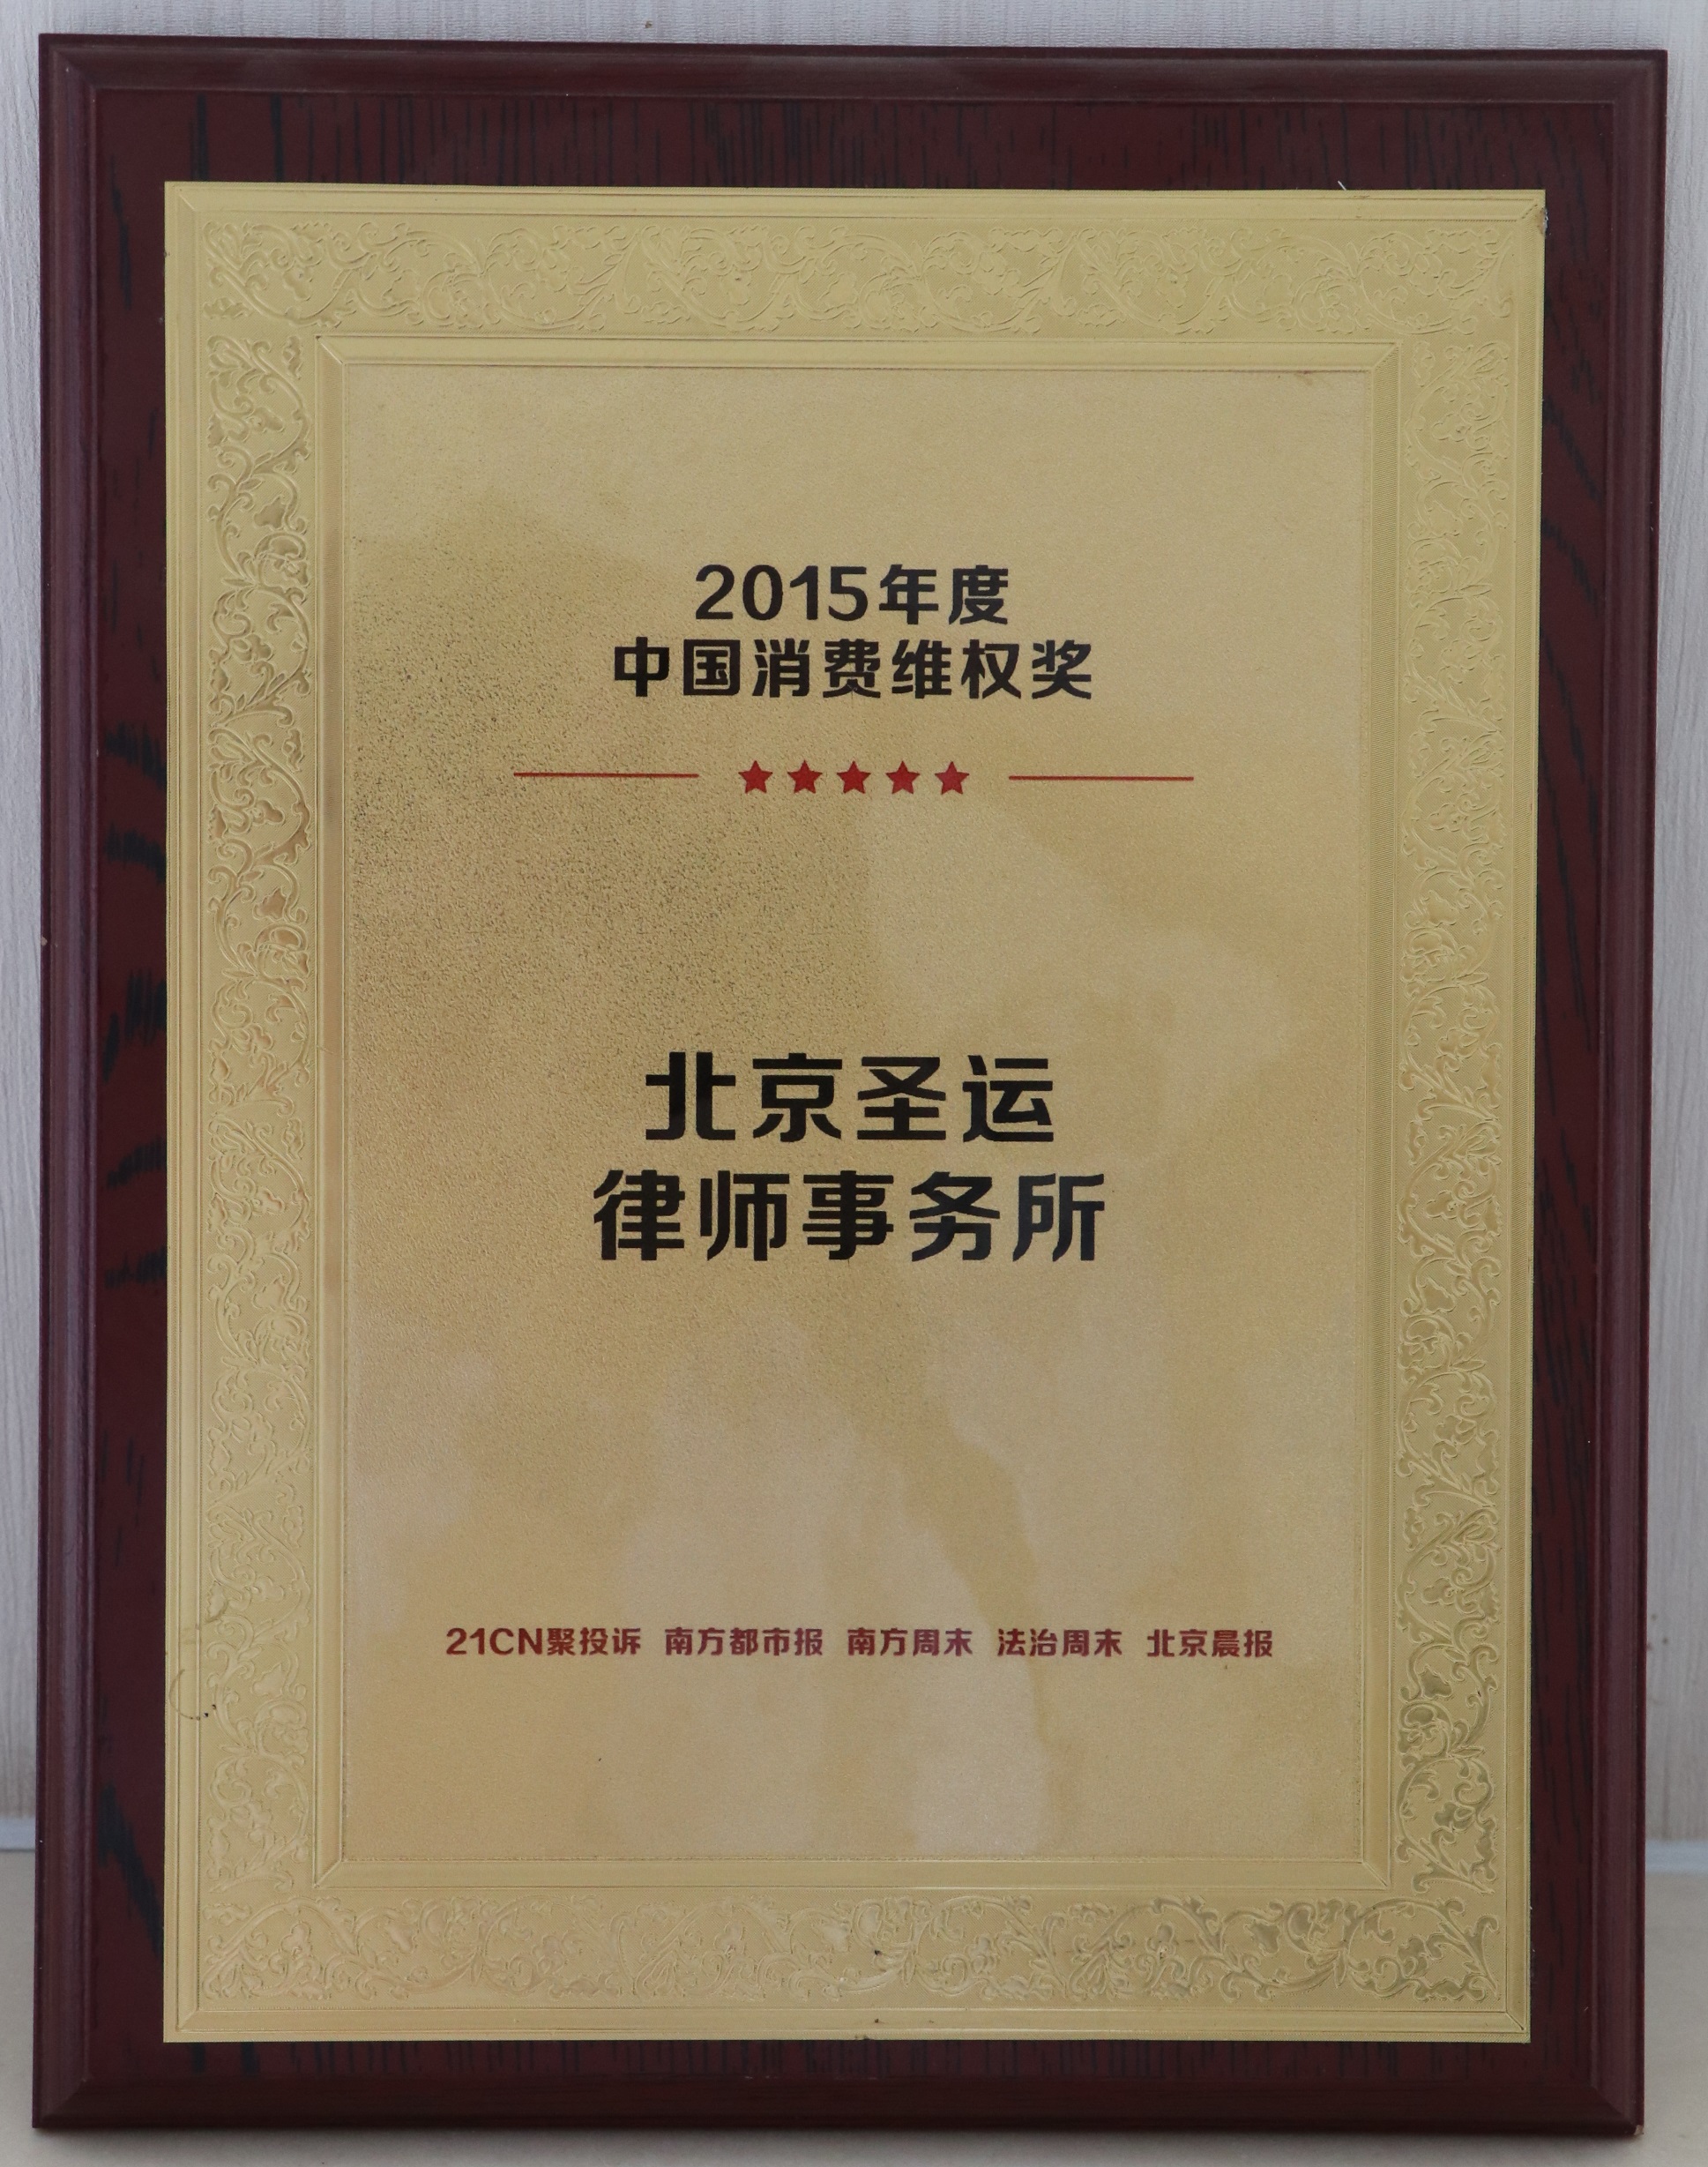 2015年度
中国消费维权奖
北京圣运
律师事务所
21CN聚投诉 南方都市报 南方周末 法治周末 北京晨报